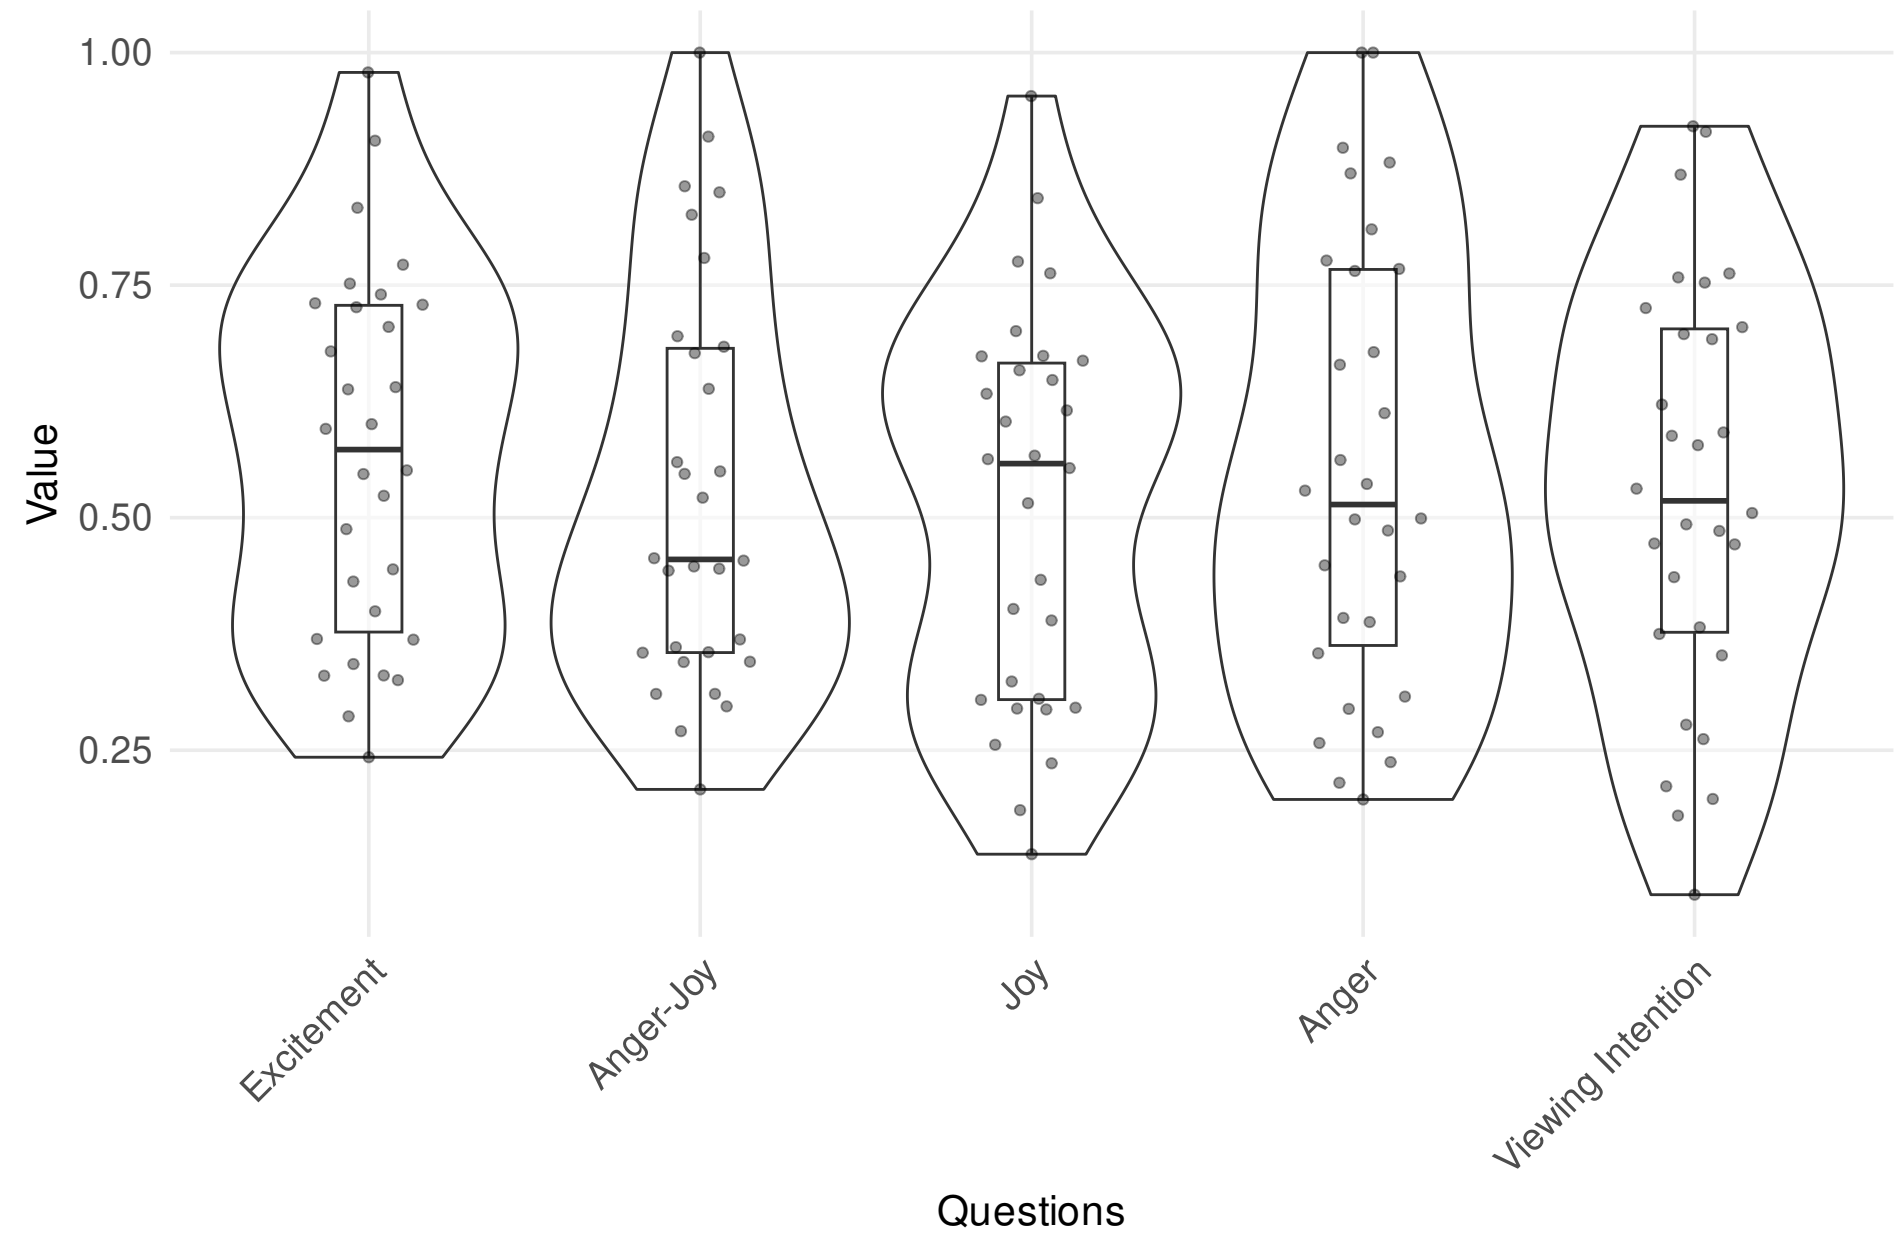 1.00
0.75
0.50
0.25
Value
Excitement
Anger-Joy
Joy
Anger
Viewing Intention
Questions